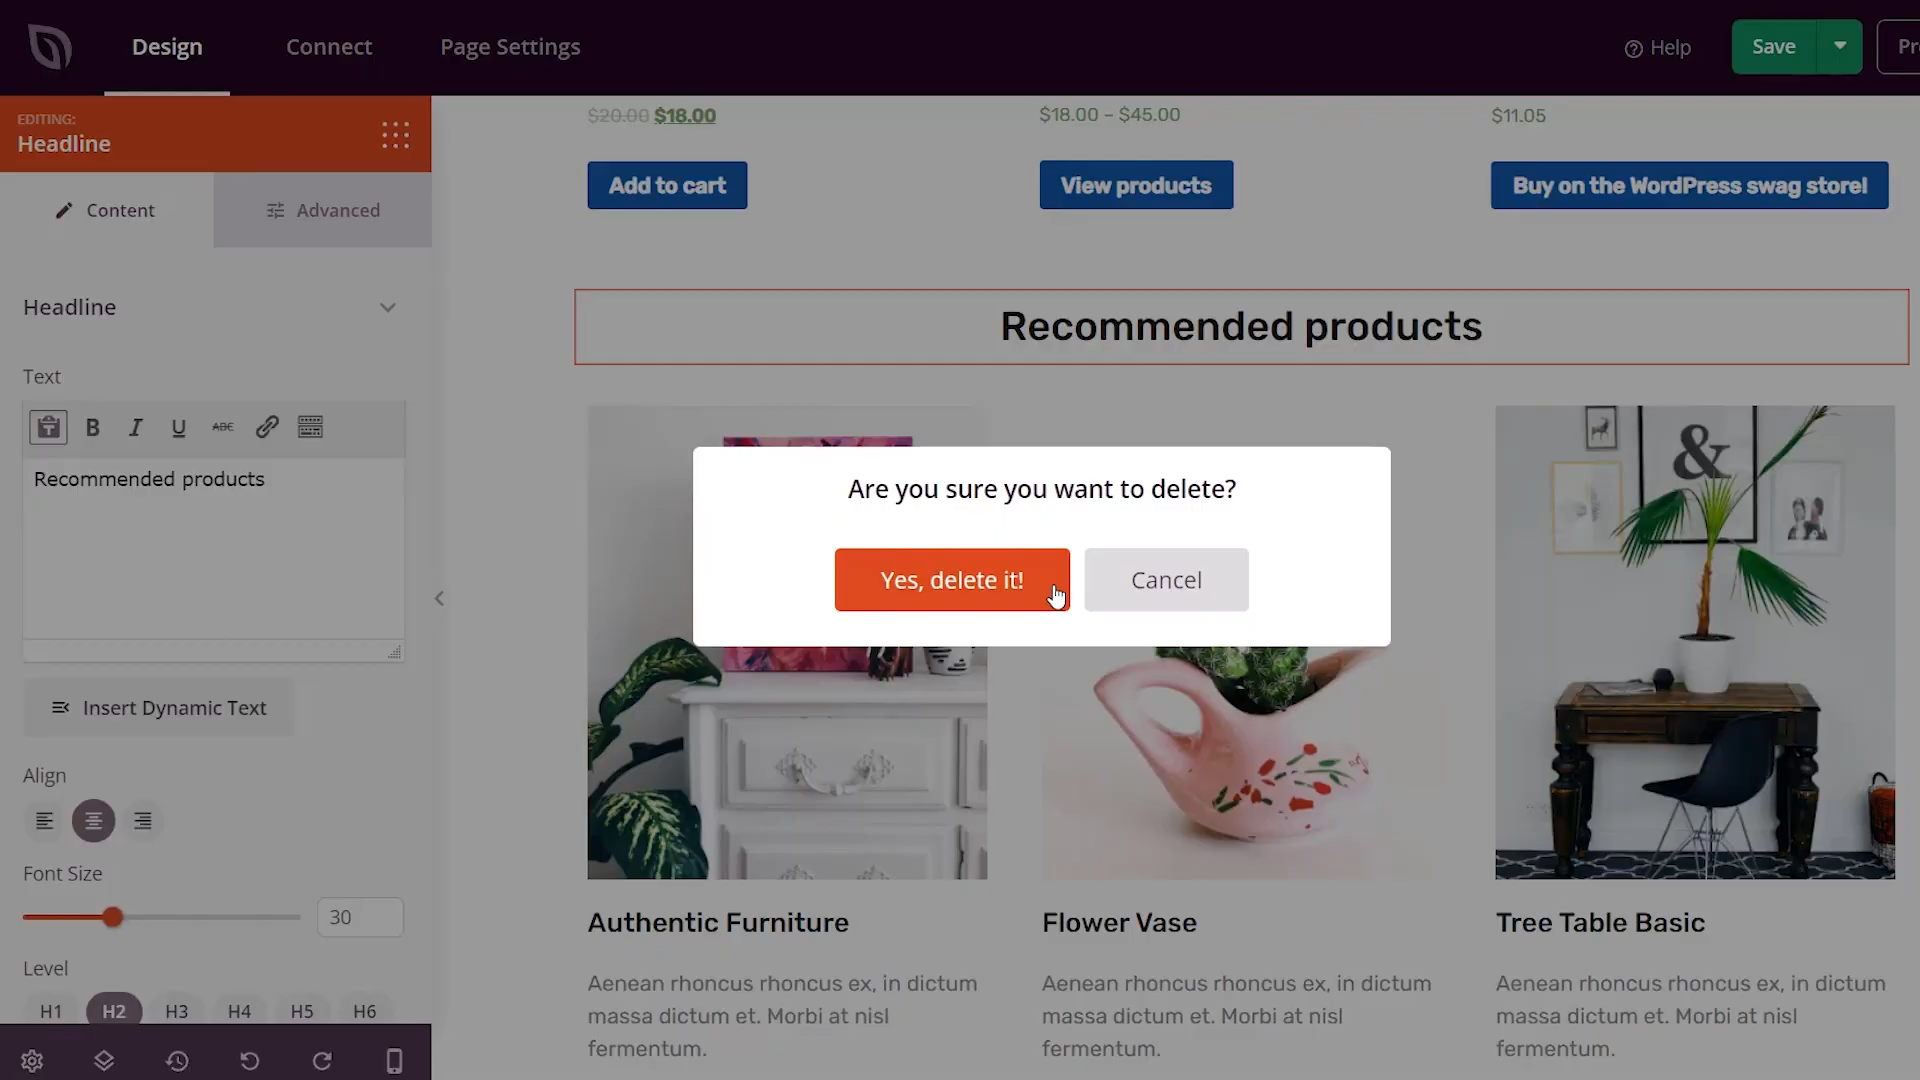 Design
Connect
Page Settings
Help
Save
EDITING:
Headline
Content
Advanced
Headline
Text
B I U ABC
Recommended products
Insert Dynamic Text
Align
Font Size
30
Level
H1 H2 H3 H4 H5 H6
$20.00 $18.00
$18.00 – $45.00
$11.05
Add to cart
View products
Buy on the WordPress swag store!
Recommended products
&
Are you sure you want to delete?
Yes, delete it!
Cancel
Authentic Furniture
Aenean rhoncus rhoncus ex, in dictum
massa dictum et. Morbi at nisl
fermentum.
Flower Vase
Aenean rhoncus rhoncus ex, in dictum
massa dictum et. Morbi at nisl
fermentum.
Tree Table Basic
Aenean rhoncus rhoncus ex, in dictum
massa dictum et. Morbi at nisl
fermentum.